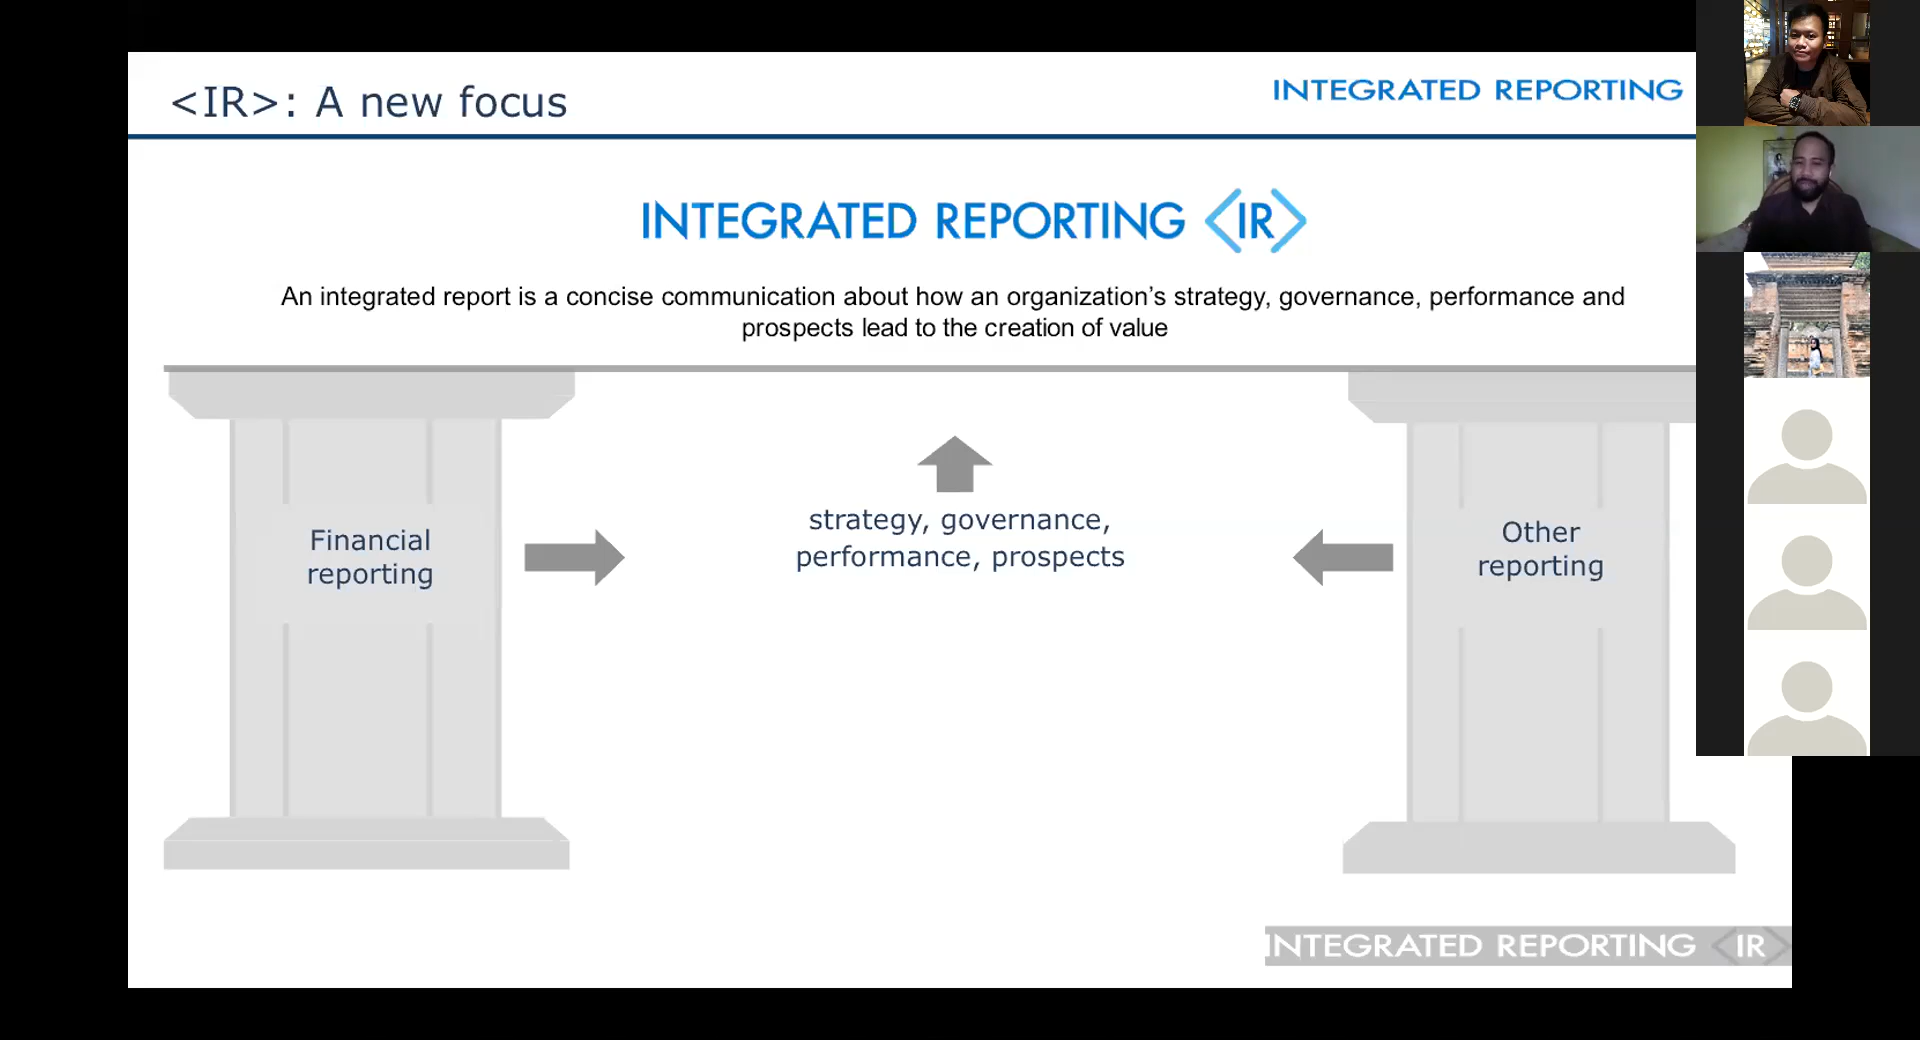 <IR>: A new focus
INTEGRATED REPORTING
INTEGRATED REPORTING <IR>
An integrated report is a concise communication about how an organization’s strategy, governance, performance and
prospects lead to the creation of value
Financial
reporting
strategy, governance,
performance, prospects
Other
reporting
INTEGRATED REPORTING <IR>